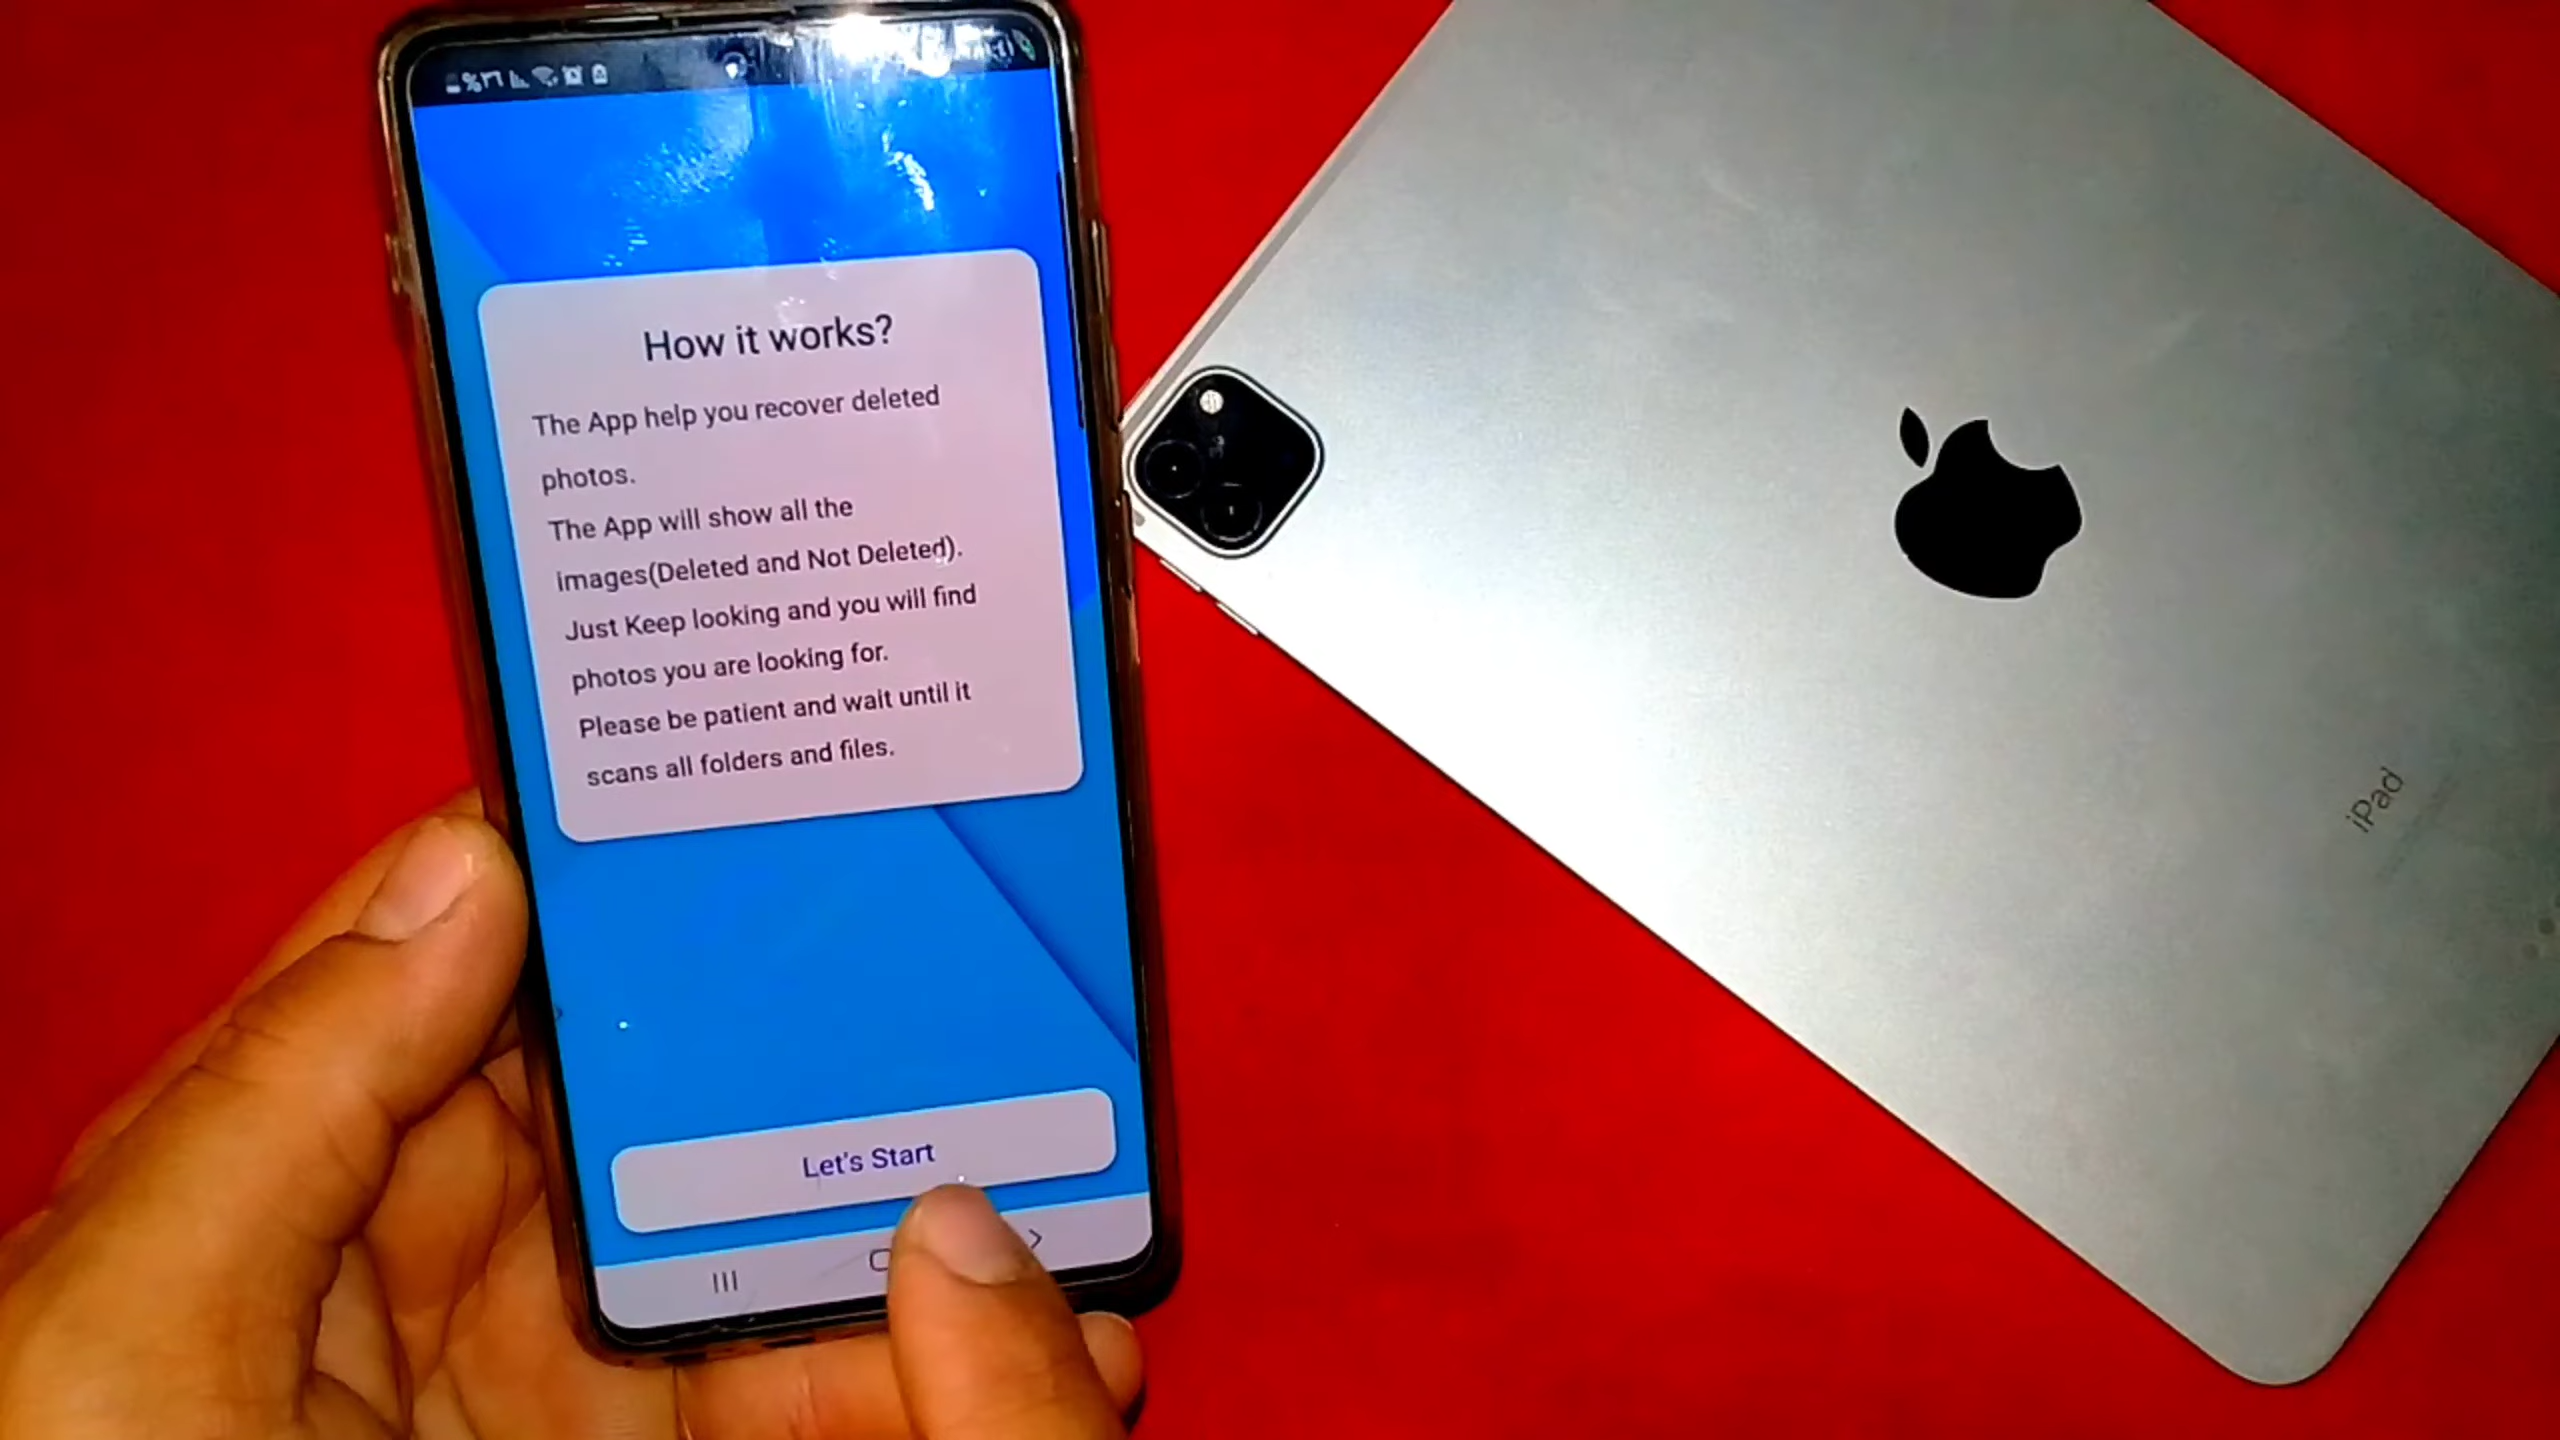 How it works?
The App help you recover deleted
photos.
The App will show all the
images(Deleted and Not Deleted).
Just Keep looking and you will find
photos you are looking for.
Please be patient and wait until it
scans all folders and files.
Let's Start
iPad